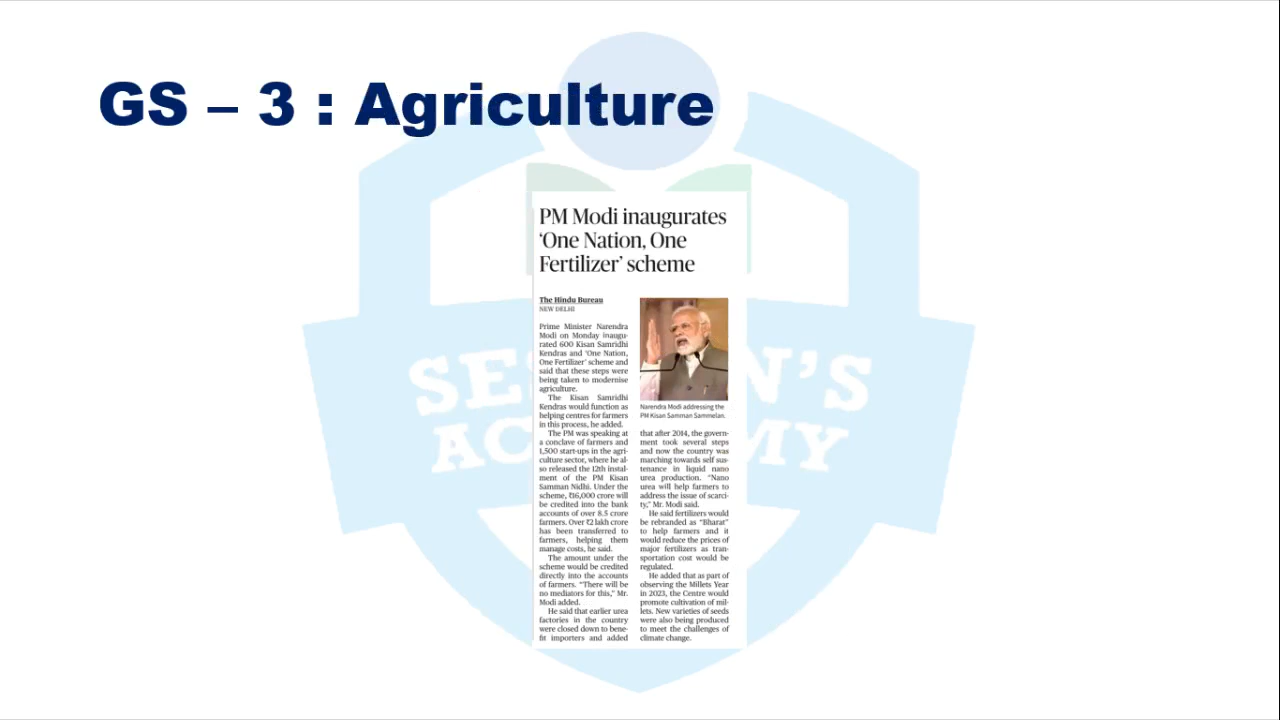 GS – 3 : Agriculture
PM Modi inaugurates
‘One Nation, One
Fertilizer’ scheme
The Hindu Bureau
NEW DELHI
Prime Minister Narendra
Modi on Monday inaugu-
rated 600 Kisan Samridhi
Kendras and ‘One Nation,
One Fertilizer’ scheme and
said that these steps were
being taken to modernise
agriculture.
The Kisan Samridhi
Kendras would function as
helping centres for farmers
in this process, he added.
The PM was speaking at
a conclave of farmers and
1,500 start-ups in the agri-
culture sector, where he al-
so released the 12th instal-
ment of the PM Kisan
Samman Nidhi. Under the
scheme, ₹16,000 crore will
be credited into the bank
accounts of over 8.5 crore
farmers. Over ₹2 lakh crore
has been transferred to
farmers, helping them
manage costs, he said.
The amount under the
scheme would be credited
directly into the accounts
of farmers. “There will be
no mediators for this,” Mr.
Modi added.
He said that earlier urea
factories in the country
were closed down to bene-
fit importers and added
Narendra Modi addressing the
PM Kisan Samman Sammelan.
that after 2014, the govern-
ment took several steps
and now the country was
marching towards self sus-
tenance in liquid nano
urea production. “Nano
urea will help farmers to
address the issue of scarci-
ty,” Mr. Modi said.
He said fertilizers would
be rebranded as “Bharat”
to help farmers and it
would reduce the prices of
major fertilizers as tran-
sportation cost would be
regulated.
He added that as part of
observing the Millets Year
in 2023, the Centre would
promote cultivation of mil-
lets. New varieties of seeds
were also being produced
to meet the challenges of
climate change.